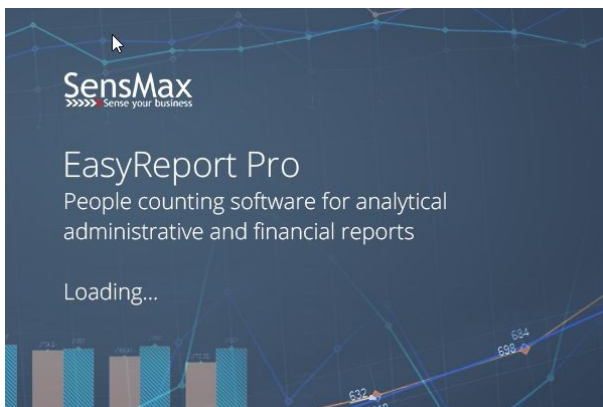 SensMax
>>>>> Sense your business
EasyReport Pro
People counting software for analytical
administrative and financial reports
Loading...
684
698
632